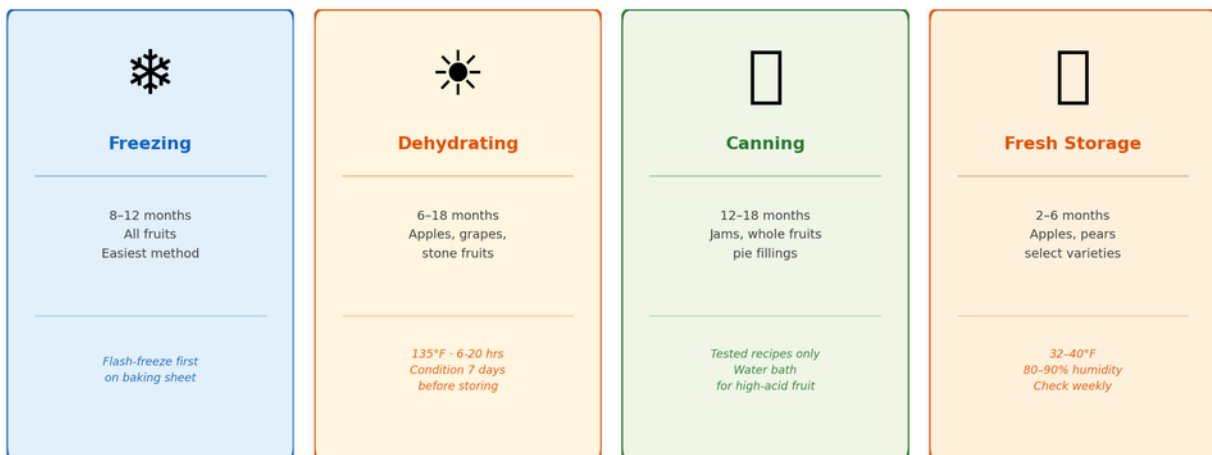 Freezing
8–12 months
All fruits
Easiest method
Flash-freeze first
on baking sheet
Dehydrating
6–18 months
Apples, grapes,
stone fruits
135°F · 6-20 hrs
Condition 7 days
before storing
Canning
12–18 months
Jams, whole fruits
pie fillings
Tested recipes only
Water bath
for high-acid fruit
Fresh Storage
2–6 months
Apples, pears
select varieties
32–40°F
80–90% humidity
Check weekly